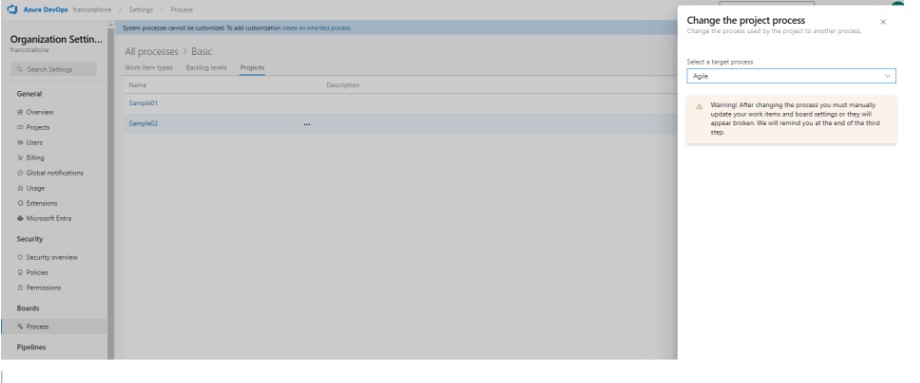 Azure DevOps francostallone / Settings / Process
Organization Settin...
francostallone
Search Settings
General
Overview
Projects
Users
Billing
Global notifications
Usage
Extensions
Microsoft Entra
Security
Security overview
Policies
Permissions
Boards
Process
Pipelines
System processes cannot be customized. To add customization create an inherited process.
All processes > Basic
Work item types Backlog levels Projects
Name Description
Sample01
Sample02 ...
Change the project process
Change the process used by the project to another process.
Select a target process
Agile
Warning! After changing the process you must manually
update your work items and board settings or they will
appear broken. We will remind you at the end of the third
step.